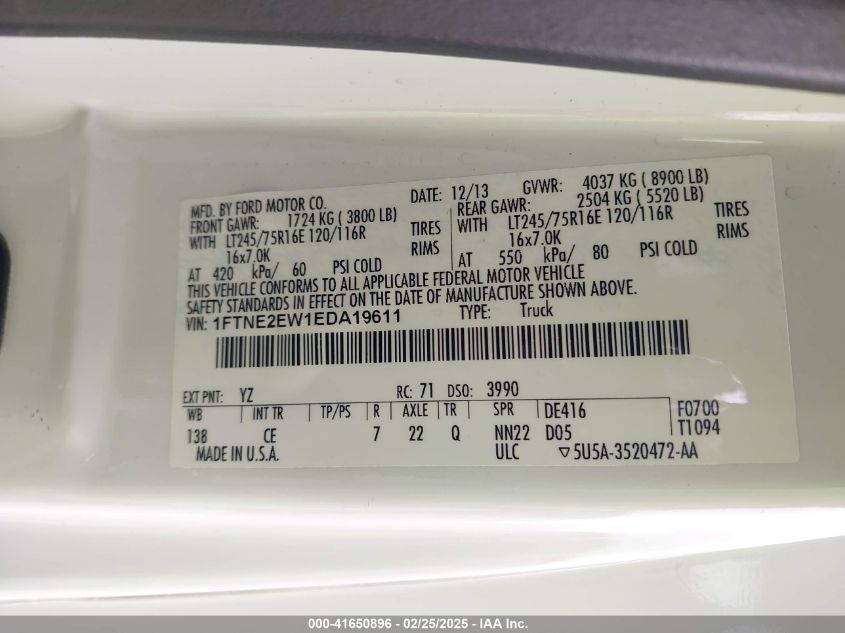 MFD. BY FORD MOTOR CO. DATE: 12/13 GVWR: 4037 KG ( 8900 LB)
FRONT GAWR: 1724 KG ( 3800 LB) REAR GAWR: 2504 KG ( 5520 LB)
WITH LT245/75R16E 120/116R TIRES WITH LT245/75R16E 120/116R TIRES
16x7.0K RIMS 16x7.0K RIMS
AT 420 kPa/ 60 PSI COLD AT 550 kPa/ 80 PSI COLD
THIS VEHICLE CONFORMS TO ALL APPLICABLE FEDERAL MOTOR VEHICLE
SAFETY STANDARDS IN EFFECT ON THE DATE OF MANUFACTURE SHOWN ABOVE.
VIN: 1FTNE2EW1EDA19611 TYPE: Truck
EXT PNT: YZ RC: 71 DSO: 3990
WB INT TR TP/PS R AXLE TR SPR DE416 F0700
138 CE 7 22 Q NN22 D05 T1094
MADE IN U.S.A. ULC ▽5U5A-3520472-AA
000-41650896 - 02/25/2025 - IAA Inc.